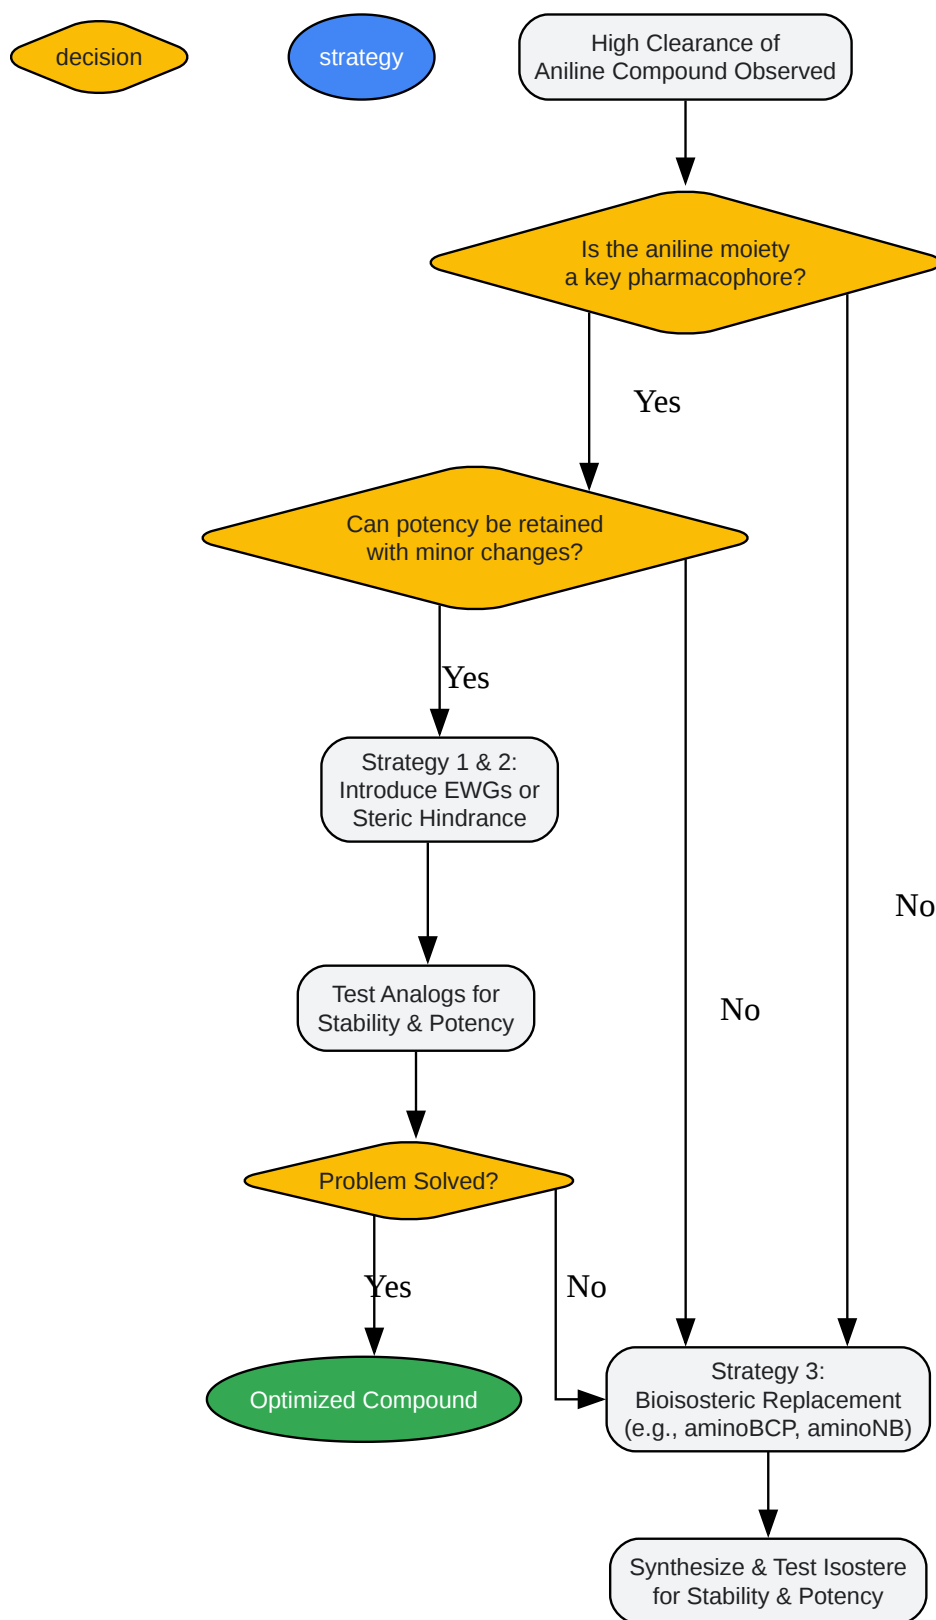 decision
strategy
High Clearance of
Aniline Compound Observed
Is the aniline moiety
a key pharmacophore?
Yes
Can potency be retained
with minor changes?
Yes
Strategy 1 & 2:
Introduce EWGs or
Steric Hindrance
No
Test Analogs for
Stability & Potency
No
Problem Solved?
Yes
No
Optimized Compound
Strategy 3:
Bioisosteric Replacement
(e.g., aminoBCP, aminoNB)
Synthesize & Test Isostere
for Stability & Potency